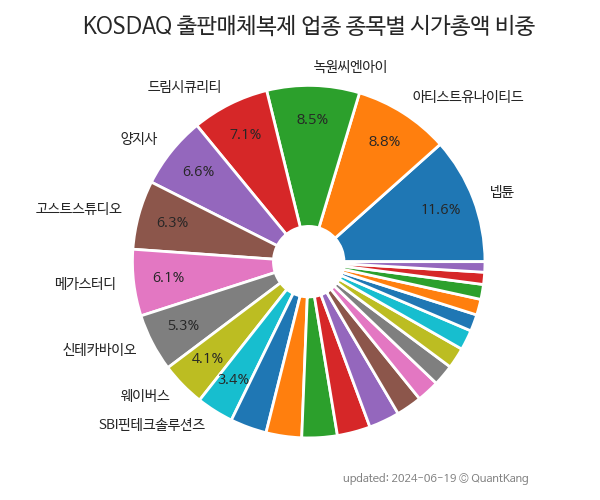 KOSDAQ 출판매체복제 업종 종목별 시가총액 비중
녹원씨엔아이
드림시큐리티
아티스트유나이티드
8.5%
7.1%
8.8%
양지사
6.6%
넵튠
11.6%
고스트스튜디오
6.3%
메가스터디
6.1%
신테카바이오
5.3%
4.1%
3.4%
웨이버스
SBI핀테크솔루션즈
updated: 2024-06-19 © QuantKang